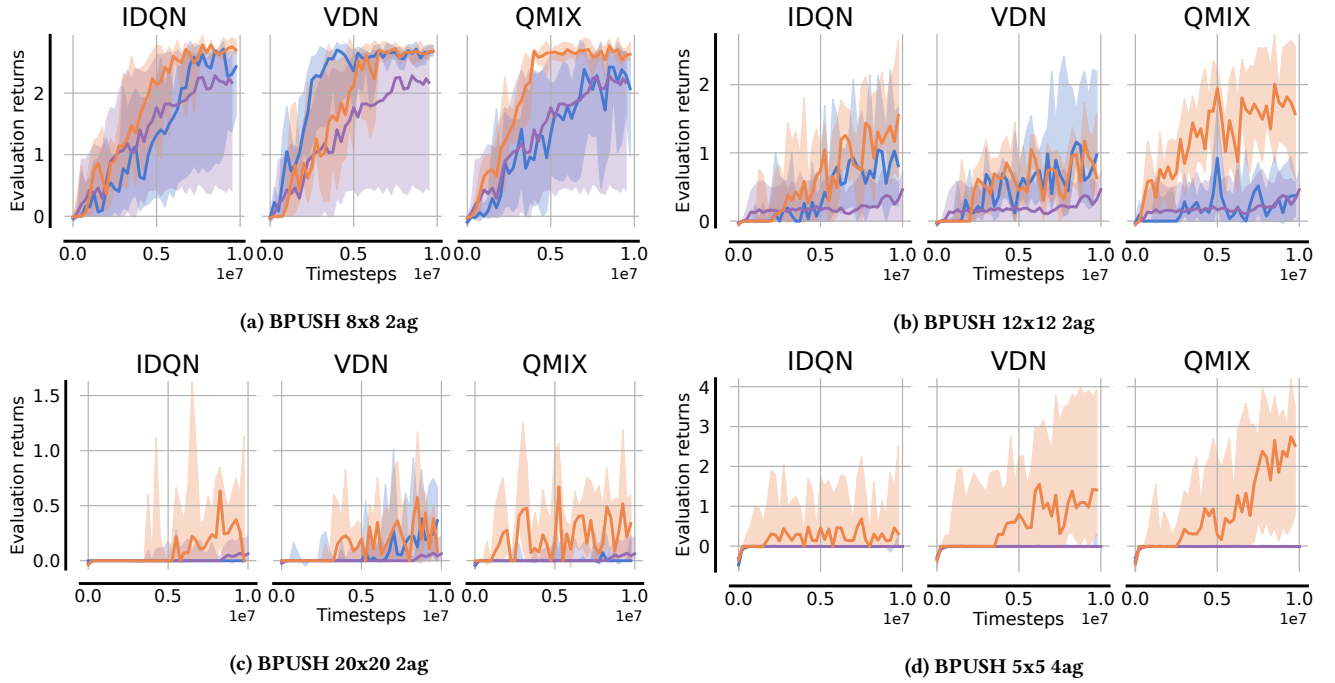 IDQN VDN QMIX
Evaluation returns
2
1
0
0.0 0.5 1.0 0.0 0.5 1.0 0.0 0.5 1.0
1e7 Timesteps 1e7 1e7
(a) BPUSH 8x8 2ag
IDQN VDN QMIX
Evaluation returns
2
1
0
0.0 0.5 1.0 0.0 0.5 1.0 0.0 0.5 1.0
1e7 Timesteps 1e7 1e7
(b) BPUSH 12x12 2ag
IDQN VDN QMIX
Evaluation returns
1.5
1.0
0.5
0.0
0.0 0.5 1.0 0.0 0.5 1.0 0.0 0.5 1.0
1e7 Timesteps 1e7 1e7
(c) BPUSH 20x20 2ag
IDQN VDN QMIX
Evaluation returns
4
3
2
1
0
0.0 0.5 1.0 0.0 0.5 1.0 0.0 0.5 1.0
1e7 Timesteps 1e7 1e7
(d) BPUSH 5x5 4ag